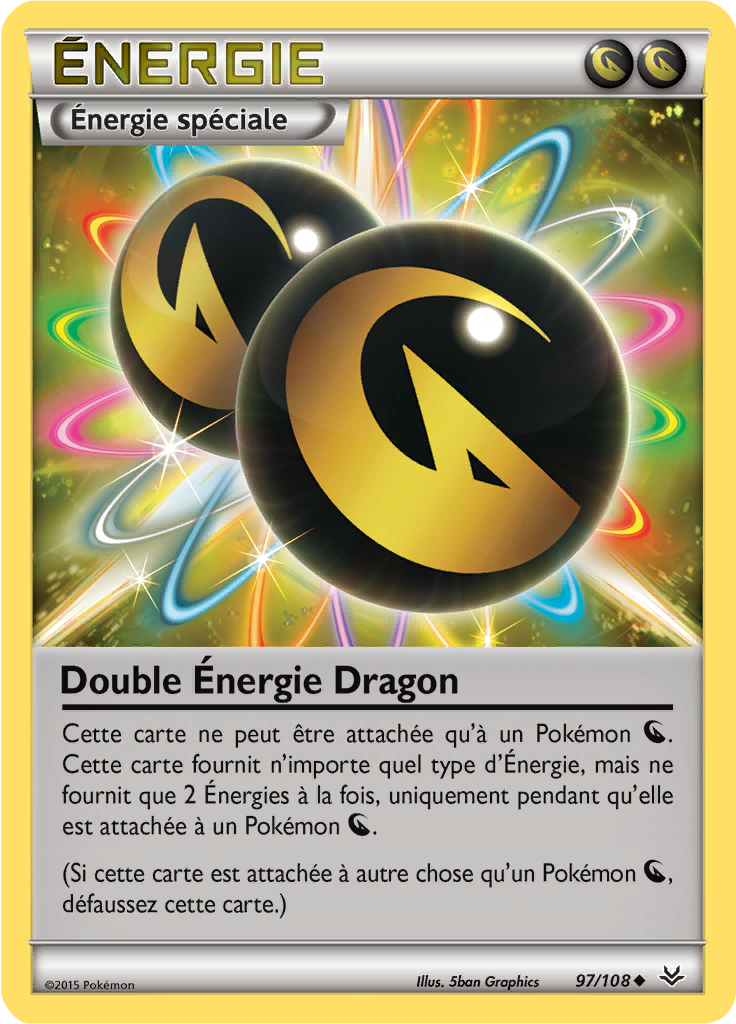 ÉNERGIE
Énergie spéciale
Double Énergie Dragon
Cette carte ne peut être attachée qu'à un Pokémon .
Cette carte fournit n'importe quel type d'Énergie, mais ne
fournit que 2 Énergies à la fois, uniquement pendant qu'elle
est attachée à un Pokémon .
(Si cette carte est attachée à autre chose qu'un Pokémon ,
défaussez cette carte.)
©2015 Pokémon
Illus. 5ban Graphics
97/108